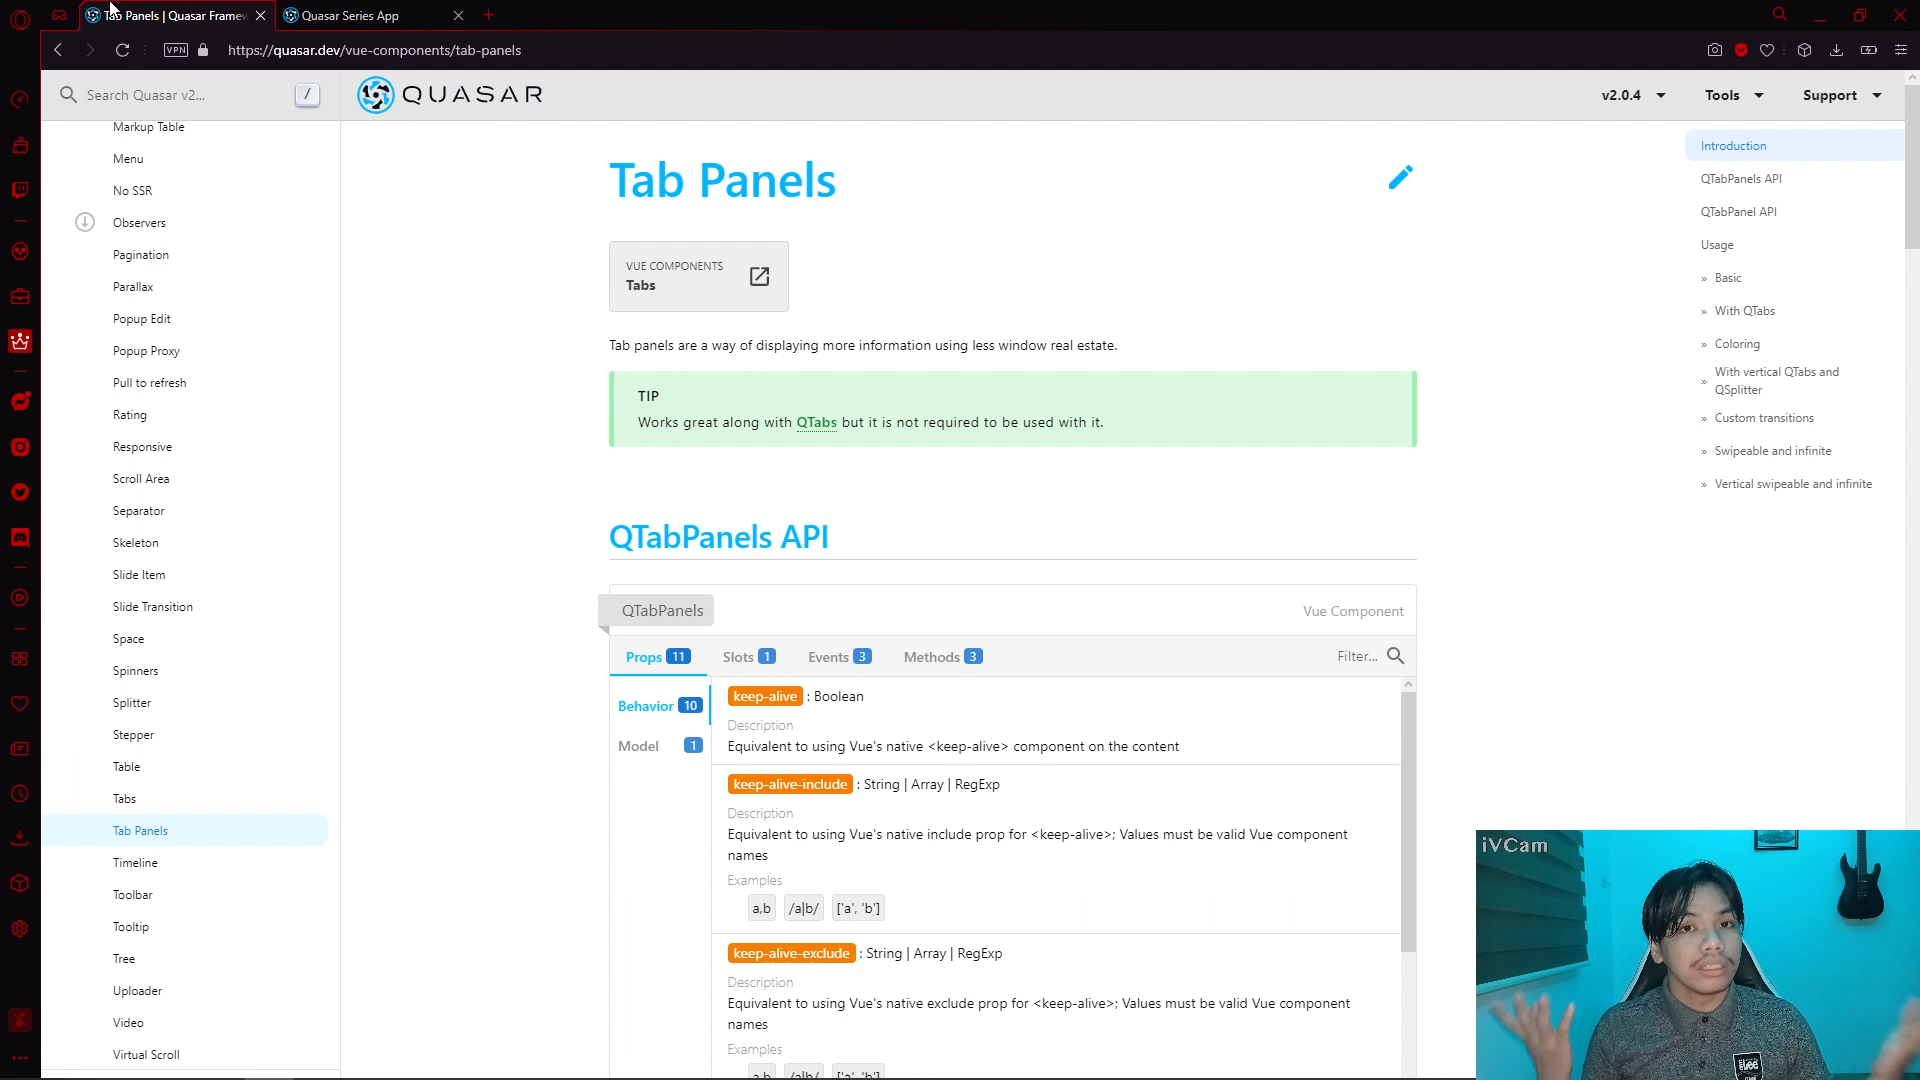 Tab Panels | Quasar Framew
Quasar Series App
VPN
https://quasar.dev/vue-components/tab-panels
Search Quasar v2...
/
QUASAR
v2.0.4
Tools
Support
Markup Table
Menu
No SSR
Observers
Pagination
Parallax
Popup Edit
Popup Proxy
Pull to refresh
Rating
Responsive
Scroll Area
Separator
Skeleton
Slide Item
Slide Transition
Space
Spinners
Splitter
Stepper
Table
Tabs
Tab Panels
Timeline
Toolbar
Tooltip
Tree
Uploader
Video
Virtual Scroll
Tab Panels
VUE COMPONENTS
Tabs
Tab panels are a way of displaying more information using less window real estate.
TIP
Works great along with QTabs but it is not required to be used with it.
QTabPanels API
QTabPanels
Vue Component
Props 11
Slots 1
Events 3
Methods 3
Filter...
Behavior 10
Model 1
keep-alive : Boolean
Description
Equivalent to using Vue's native <keep-alive> component on the content
keep-alive-include : String | Array | RegExp
Description
Equivalent to using Vue's native include prop for <keep-alive>; Values must be valid Vue component
names
Examples
a,b /a|b/ ['a', 'b']
keep-alive-exclude : String | Array | RegExp
Description
Equivalent to using Vue's native exclude prop for <keep-alive>; Values must be valid Vue component
names
Examples
a,b /a|b/ ['a', 'b']
Introduction
QTabPanels API
QTabPanel API
Usage
» Basic
» With QTabs
» Coloring
» With vertical QTabs and
QSplitter
» Custom transitions
» Swipeable and infinite
» Vertical swipeable and infinite
iVCam